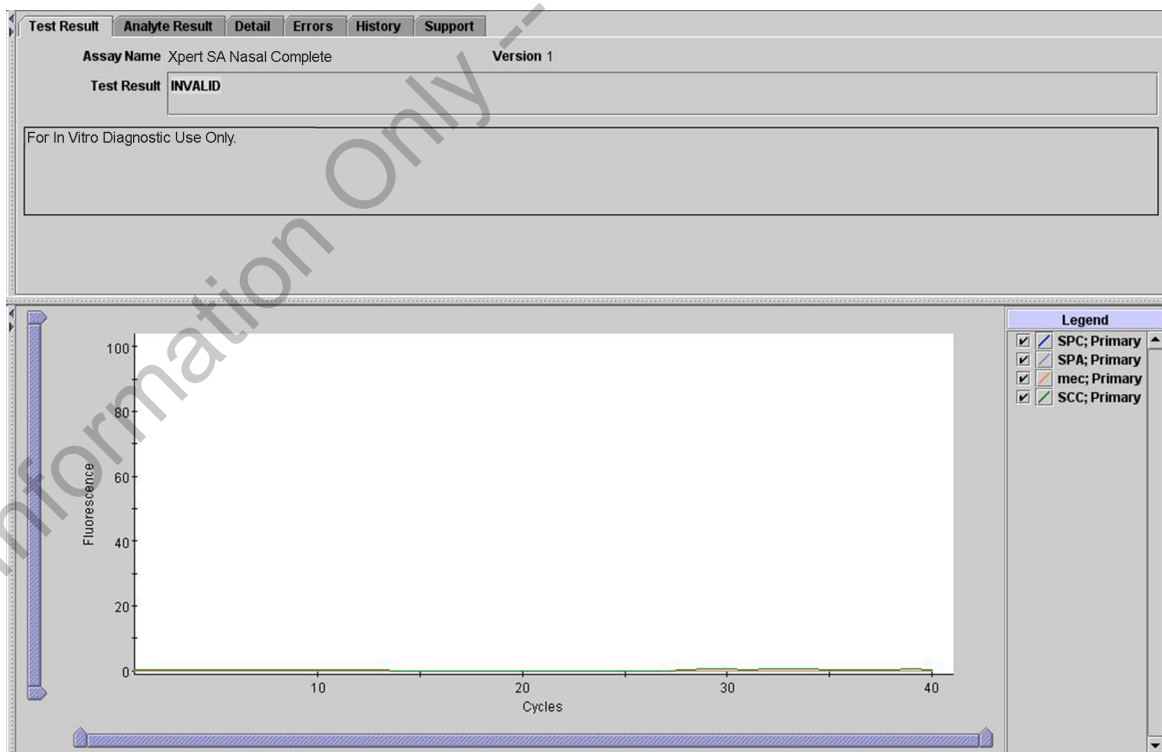 Test Result Analyte Result Detail Errors History Support
Assay Name Xpert SA Nasal Complete Version 1
Test Result INVALID
For In Vitro Diagnostic Use Only.
Information Only --
Legend
SPC; Primary
SPA; Primary
mec; Primary
SCC; Primary
100
80
60
40
20
0
Fluorescence
10 20 30 40
Cycles